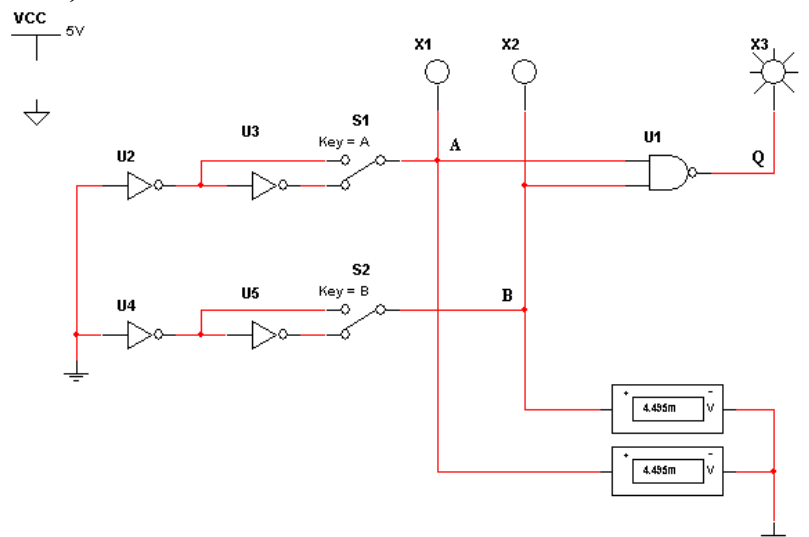 VCC
5V
X1
X2
X3
U3
S1
Key = A
U2
A
U1
Q
S2
Key = B
U4
U5
B
+ -
4.495m V
+ -
4.495m V